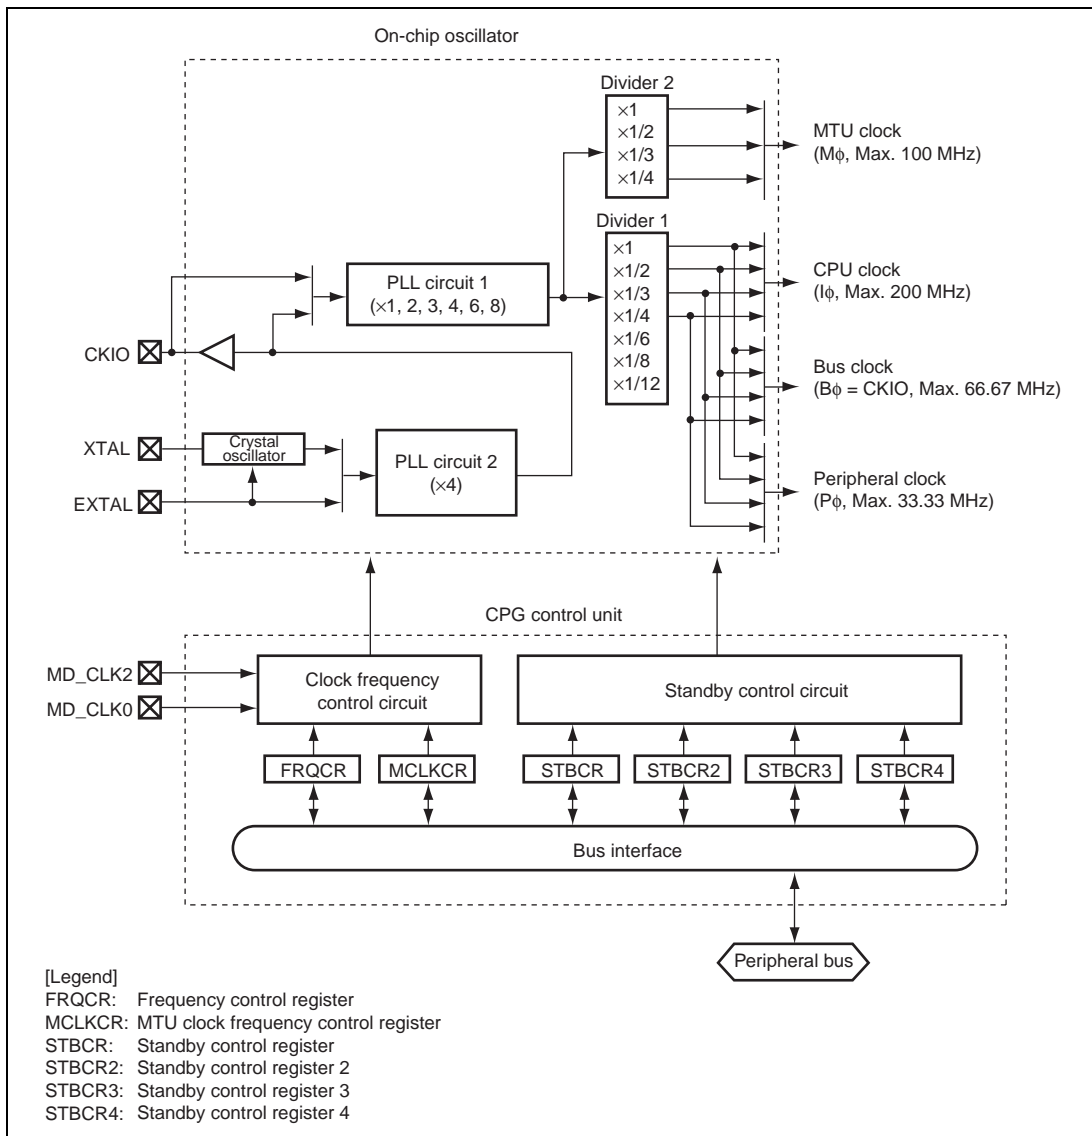 On-chip oscillator
Divider 2
×1
×1/2
×1/3
×1/4
MTU clock
(Mϕ, Max. 100 MHz)
Divider 1
×1
×1/2
×1/3
×1/4
×1/6
×1/8
×1/12
PLL circuit 1
(×1, 2, 3, 4, 6, 8)
CPU clock
(Iϕ, Max. 200 MHz)
CKIO
Bus clock
(Bϕ = CKIO, Max. 66.67 MHz)
XTAL
Crystal
oscillator
PLL circuit 2
(×4)
EXTAL
Peripheral clock
(Pϕ, Max. 33.33 MHz)
CPG control unit
MD_CLK2
MD_CLK0
Clock frequency
control circuit
Standby control circuit
FRQCR
MCLKCR
STBCR
STBCR2
STBCR3
STBCR4
Bus interface
Peripheral bus
[Legend]
FRQCR: Frequency control register
MCLKCR: MTU clock frequency control register
STBCR: Standby control register
STBCR2: Standby control register 2
STBCR3: Standby control register 3
STBCR4: Standby control register 4